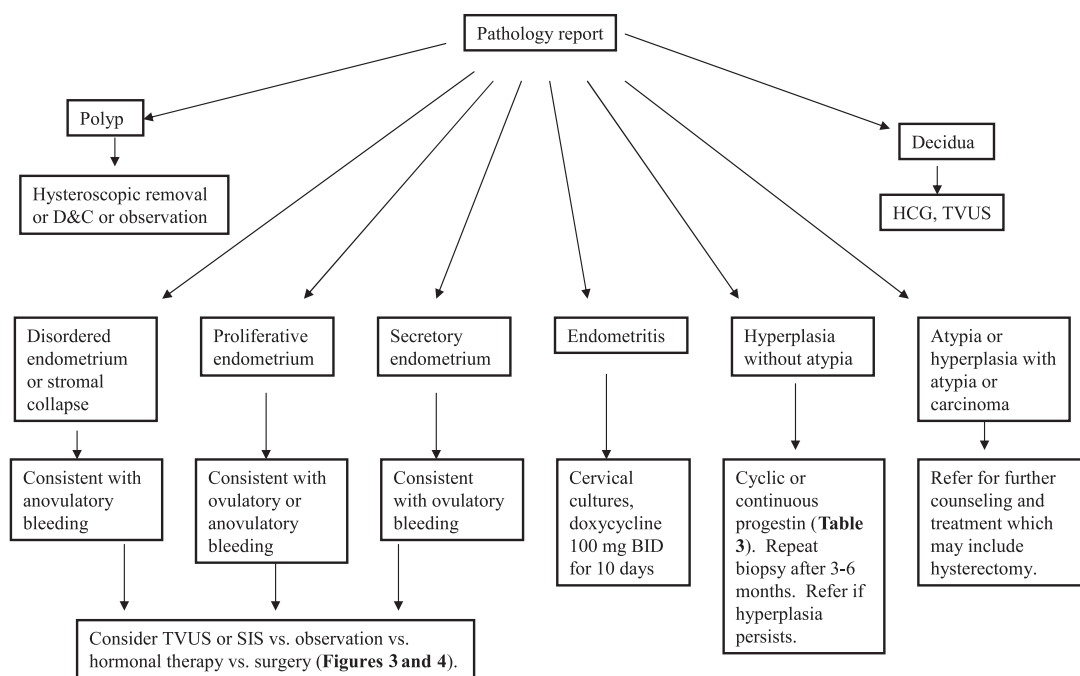 Pathology report
Polyp
Decidua
Hysteroscopic removal
or D&C or observation
HCG, TVUS
Disordered
endometrium
or stromal
collapse
Proliferative
endometrium
Secretory
endometrium
Endometritis
Hyperplasia
without atypia
Atypia or
hyperplasia with
atypia or
carcinoma
Consistent with
anovulatory
bleeding
Consistent with
ovulatory or
anovulatory
bleeding
Consistent
with ovulatory
bleeding
Cervical
cultures,
doxycycline
100 mg BID
for 10 days
Cyclic or
continuous
progestin (Table
3). Repeat
biopsy after 3-6
months. Refer if
hyperplasia
persists.
Refer for further
counseling and
treatment which
may include
hysterectomy.
Consider TVUS or SIS vs. observation vs.
hormonal therapy vs. surgery (Figures 3 and 4).